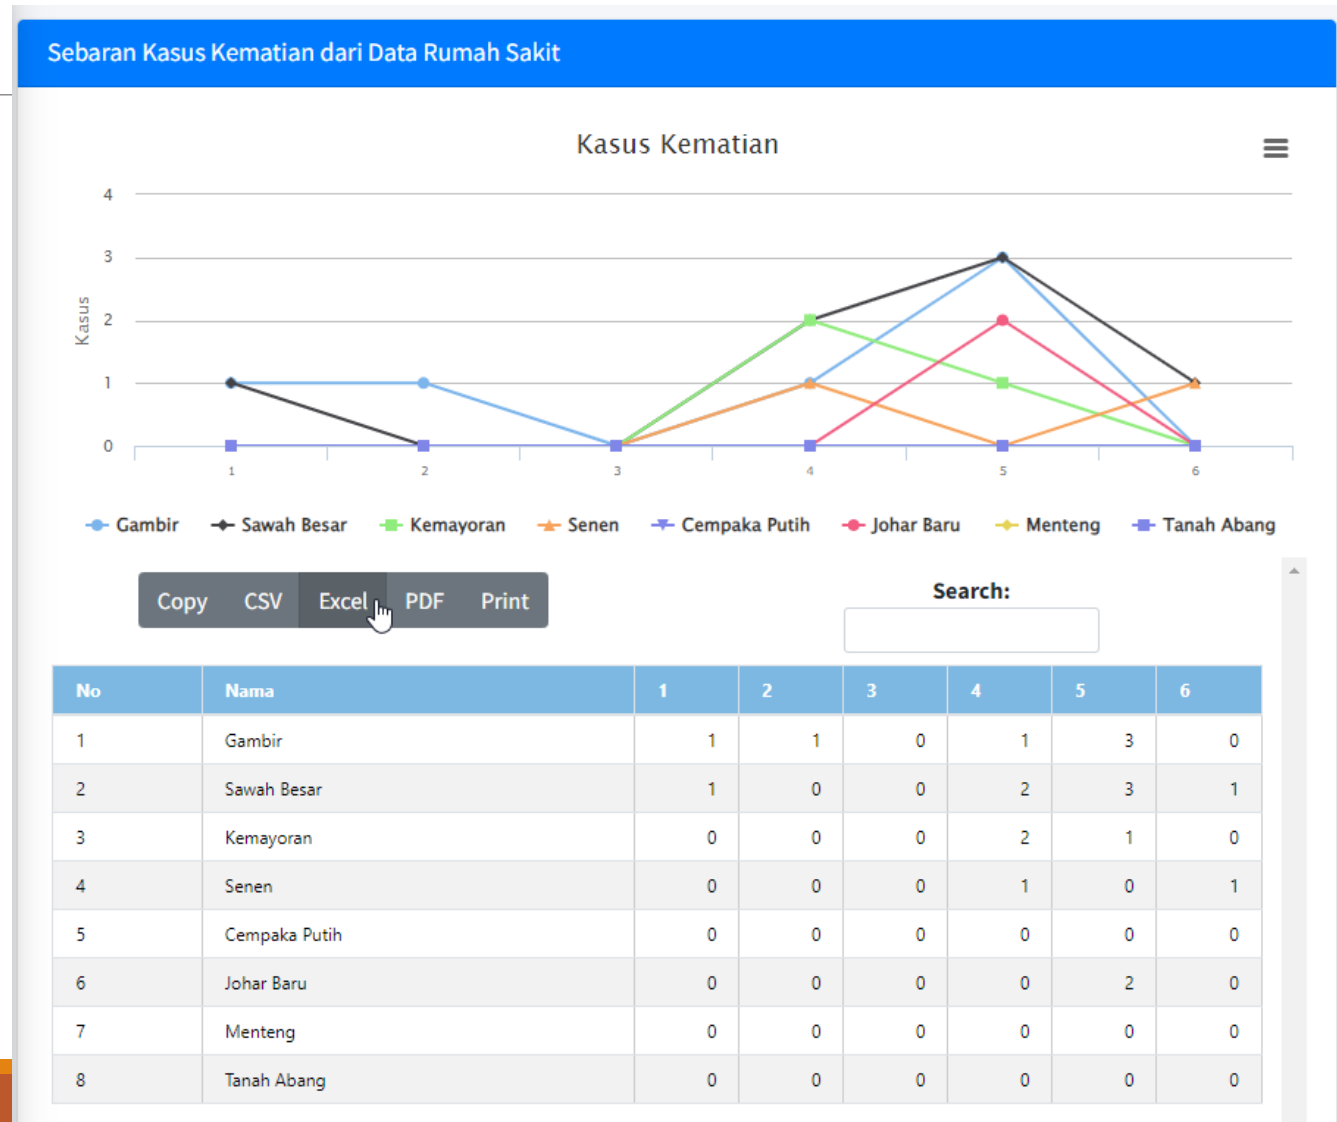 Sebaran Kasus Kematian dari Data Rumah Sakit
Kasus Kematian
4
3
2
1
0
Kasus
1 2 3 4 5 6
Gambir Sawah Besar Kemayoran Senen Cempaka Putih Johar Baru Menteng Tanah Abang
Copy CSV Excel PDF Print
Search:
No Nama 1 2 3 4 5 6
1 Gambir 1 1 0 1 3 0
2 Sawah Besar 1 0 0 2 3 1
3 Kemayoran 0 0 0 2 1 0
4 Senen 0 0 0 1 0 1
5 Cempaka Putih 0 0 0 0 0 0
6 Johar Baru 0 0 0 0 2 0
7 Menteng 0 0 0 0 0 0
8 Tanah Abang 0 0 0 0 0 0